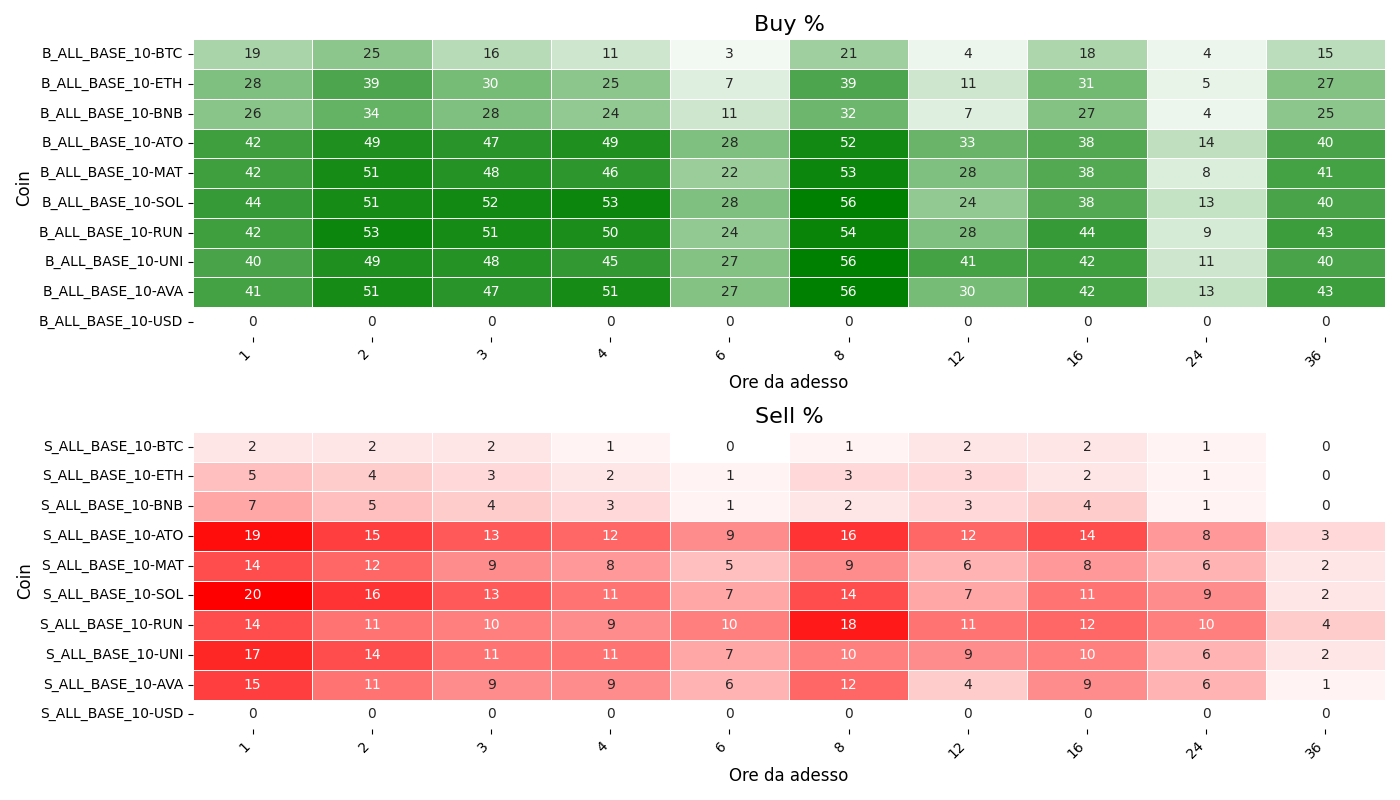 Buy %
Coin
B_ALL_BASE_10-BTC 19 25 16 11 3 21 4 18 4 15
B_ALL_BASE_10-ETH 28 39 30 25 7 39 11 31 5 27
B_ALL_BASE_10-BNB 26 34 28 24 11 32 7 27 4 25
B_ALL_BASE_10-ATO 42 49 47 49 28 52 33 38 14 40
B_ALL_BASE_10-MAT 42 51 48 46 22 53 28 38 8 41
B_ALL_BASE_10-SOL 44 51 52 53 28 56 24 38 13 40
B_ALL_BASE_10-RUN 42 53 51 50 24 54 28 44 9 43
B_ALL_BASE_10-UNI 40 49 48 45 27 56 41 42 11 40
B_ALL_BASE_10-AVA 41 51 47 51 27 56 30 42 13 43
B_ALL_BASE_10-USD 0 0 0 0 0 0 0 0 0 0
1 2 3 4 6 8 12 16 24 36
Ore da adesso
Sell %
Coin
S_ALL_BASE_10-BTC 2 2 2 1 0 1 2 2 1 0
S_ALL_BASE_10-ETH 5 4 3 2 1 3 3 2 1 0
S_ALL_BASE_10-BNB 7 5 4 3 1 2 3 4 1 0
S_ALL_BASE_10-ATO 19 15 13 12 9 16 12 14 8 3
S_ALL_BASE_10-MAT 14 12 9 8 5 9 6 8 6 2
S_ALL_BASE_10-SOL 20 16 13 11 7 14 7 11 9 2
S_ALL_BASE_10-RUN 14 11 10 9 10 18 11 12 10 4
S_ALL_BASE_10-UNI 17 14 11 11 7 10 9 10 6 2
S_ALL_BASE_10-AVA 15 11 9 9 6 12 4 9 6 1
S_ALL_BASE_10-USD 0 0 0 0 0 0 0 0 0 0
1 2 3 4 6 8 12 16 24 36
Ore da adesso